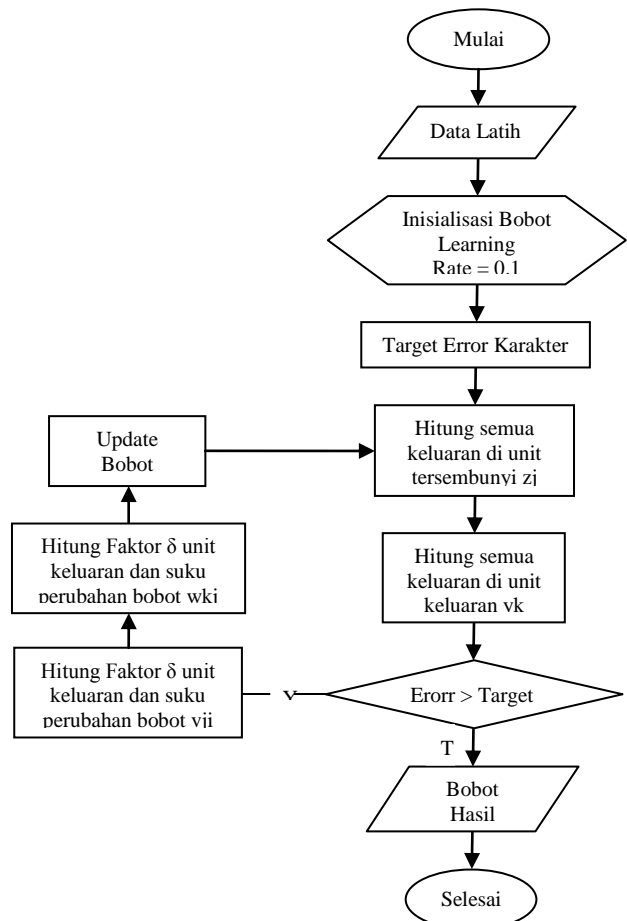 Mulai
Data Latih
Inisialisasi Bobot
Learning
Rate = 0.1
Target Error Karakter
Hitung semua
keluaran di unit
tersembunyi zj
Update
Bobot
Hitung semua
keluaran di unit
keluaran yk
Hitung Faktor δ unit
keluaran dan suku
perubahan bobot wkj
Hitung Faktor δ unit
keluaran dan suku
perubahan bobot vji
Y
Erorr > Target
T
Bobot
Hasil
Selesai